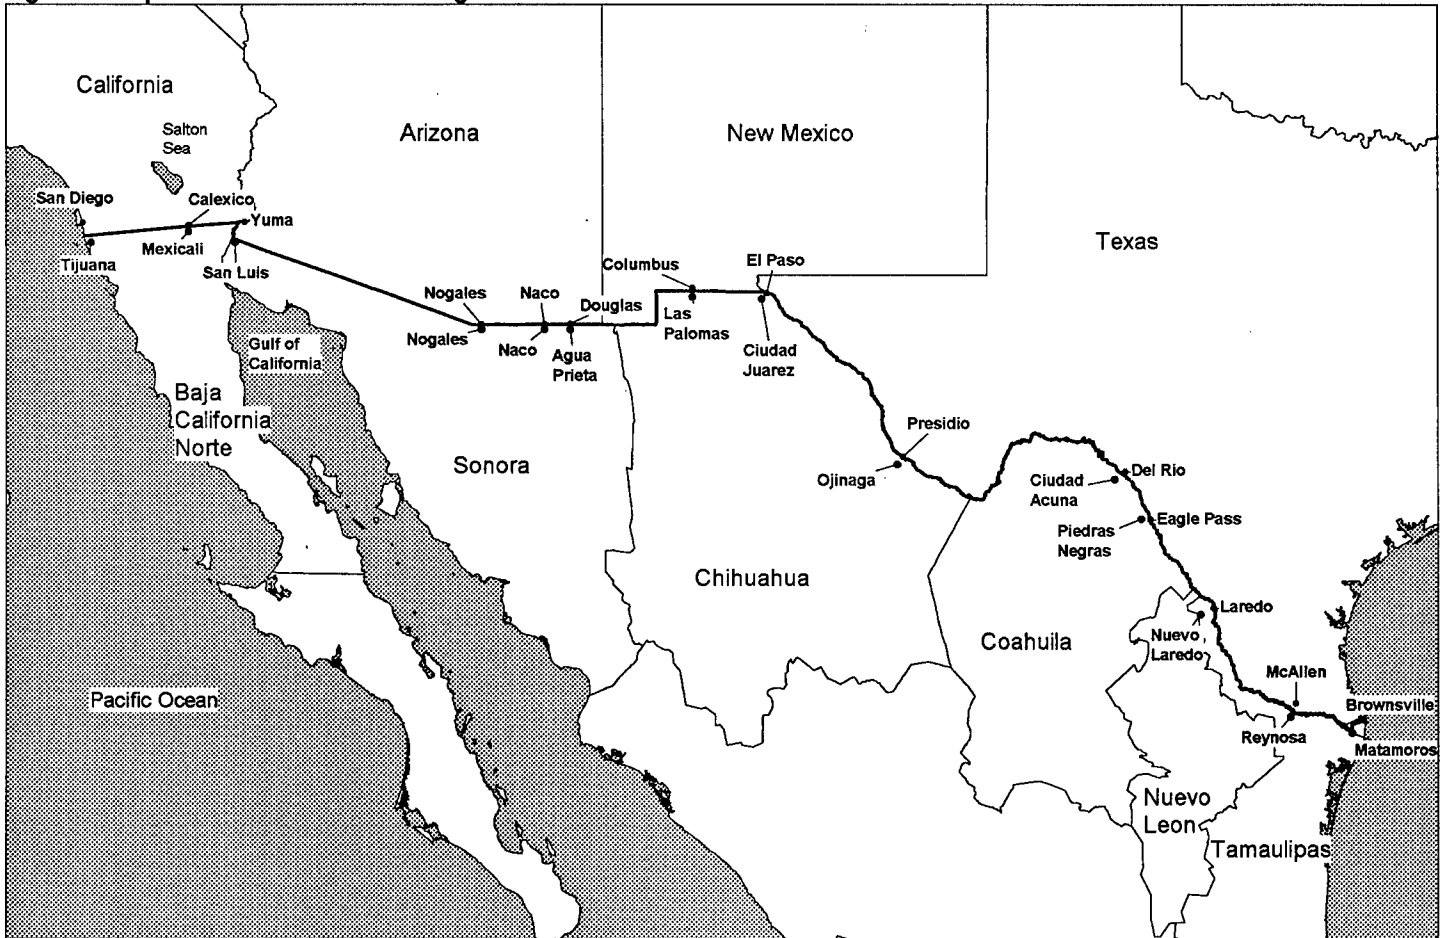 California
Salton
Sea
Arizona
New Mexico
Texas
San Diego
Calexico
Yuma
Mexicali
Tijuana
San Luis
Columbus
El Paso
Nogales
Naco
Douglas
Nogales
Naco
Agua
Prieta
Las
Palomas
Ciudad
Juarez
Gulf of
California
Baja
California
Norte
Sonora
Presidio
Ojinaga
Ciudad
Acuna
Del Rio
Piedras
Negras
Eagle Pass
Chihuahua
Coahuila
Laredo
Nuevo
Laredo
McAllen
Brownsville
Reynosa
Matamoros
Pacific Ocean
Nuevo
Leon
Tamaulipas